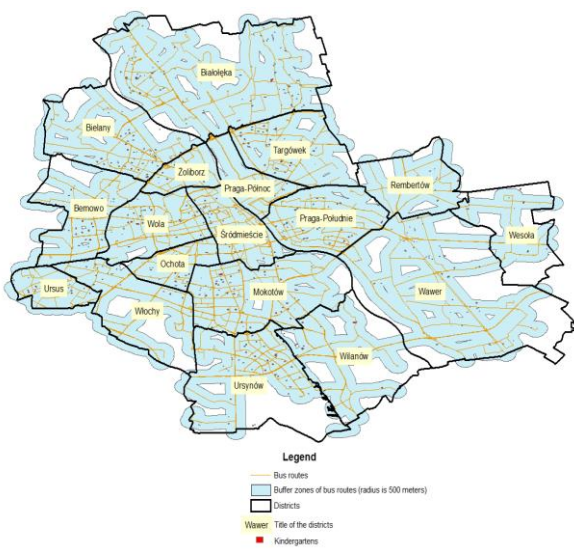 Białołęka
Bielany
Targówek
Żoliborz
Rembertów
Praga-Północ
Bemowo
Wola
Praga-Południe
Śródmieście
Wesoła
Ochota
Ursus
Mokotów
Wawer
Włochy
Wilanów
Ursynów
Legend
Bus routes
Buffer zones of bus routes (radius is 500 meters)
Districts
Wawer Title of the districts
Kindergartens